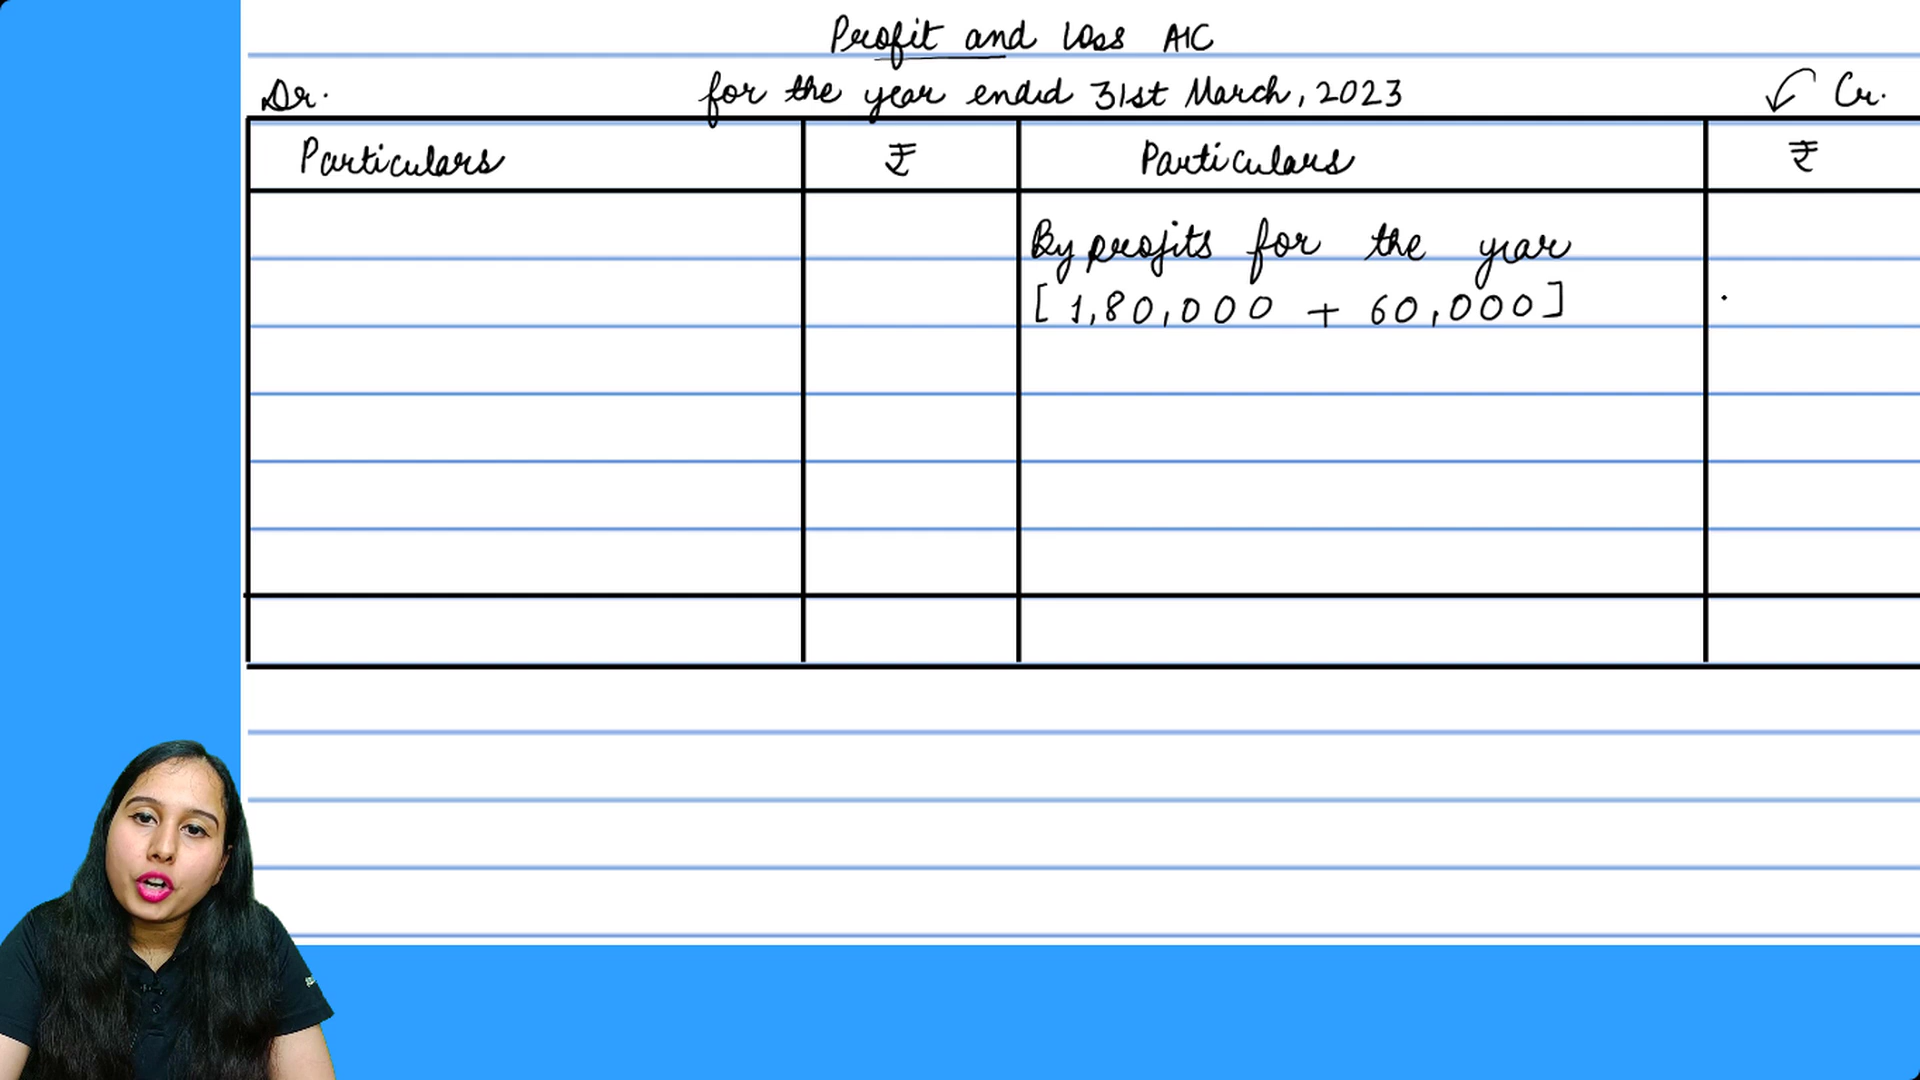 Profit and Loss A/C
Dr. for the year ended 31st March, 2023 Cr.
Particulars ₹ Particulars ₹
By profits for the year
[1,80,000 + 60,000]